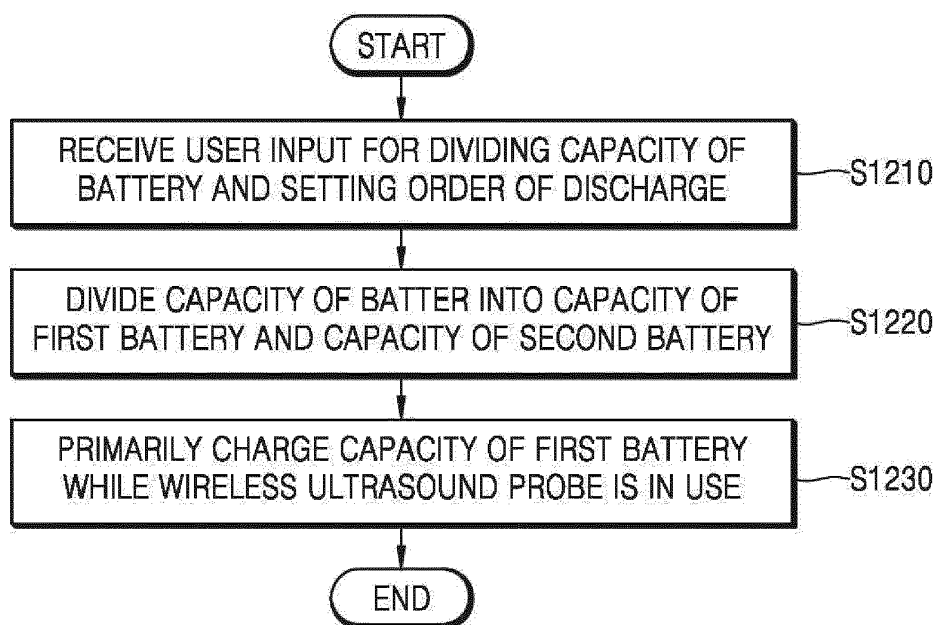 START
RECEIVE USER INPUT FOR DIVIDING CAPACITY OF
BATTERY AND SETTING ORDER OF DISCHARGE
S1210
DIVIDE CAPACITY OF BATTER INTO CAPACITY OF
FIRST BATTERY AND CAPACITY OF SECOND BATTERY
S1220
PRIMARILY CHARGE CAPACITY OF FIRST BATTERY
WHILE WIRELESS ULTRASOUND PROBE IS IN USE
S1230
END